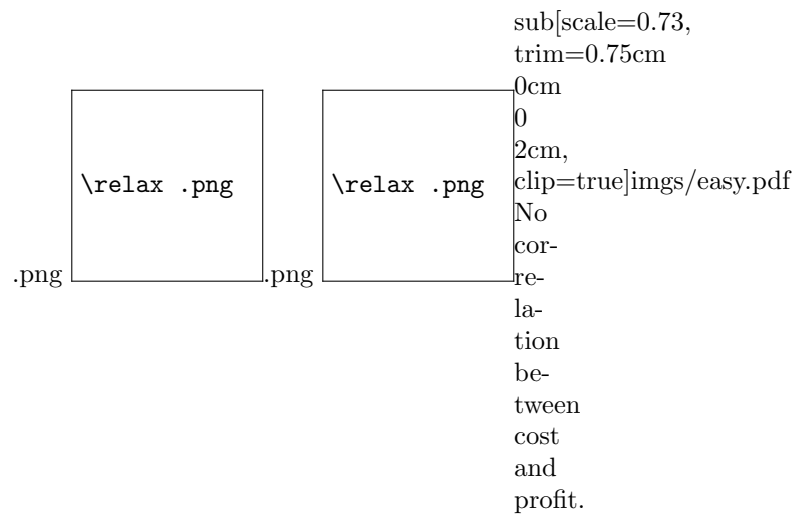 sub[scale=0.73,
trim=0.75cm
0cm
0
2cm,
clip=true]imgs/easy.pdf
No
cor-
re-
la-
tion
be-
tween
cost
and
profit.
.png \relax .png .png \relax .png